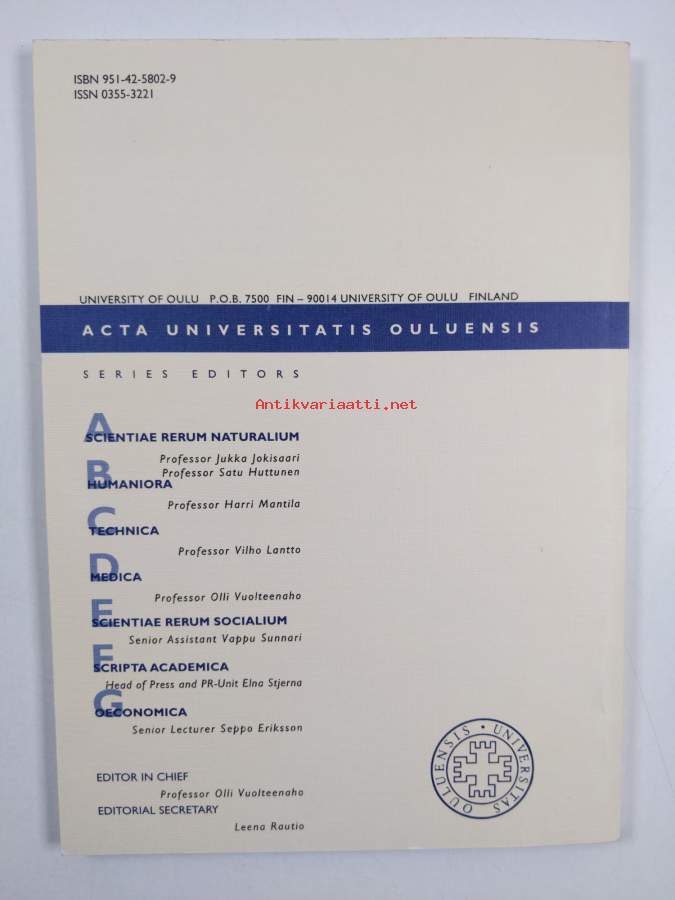 ISBN 951-42-5802-9
ISSN 0355-3221
UNIVERSITY OF OULU P.O.B. 7500 FIN – 90014 UNIVERSITY OF OULU FINLAND
ACTA UNIVERSITATIS OULUENSIS
SERIES EDITORS
Antikvariaatti.net
A
SCIENTIAE RERUM NATURALIUM
Professor Jukka Jokisaari
Professor Satu Huttunen
B
HUMANIORA
Professor Harri Mantila
C
TECHNICA
Professor Vilho Lantto
D
MEDICA
Professor Olli Vuolteenaho
E
SCIENTIAE RERUM SOCIALIUM
Senior Assistant Vappu Sunnari
F
SCRIPTA ACADEMICA
Head of Press and PR-Unit Elna Stjerna
G
OECONOMICA
Senior Lecturer Seppo Eriksson
EDITOR IN CHIEF
Professor Olli Vuolteenaho
EDITORIAL SECRETARY
Leena Rautio
UNIVERSITAS OULUENSIS